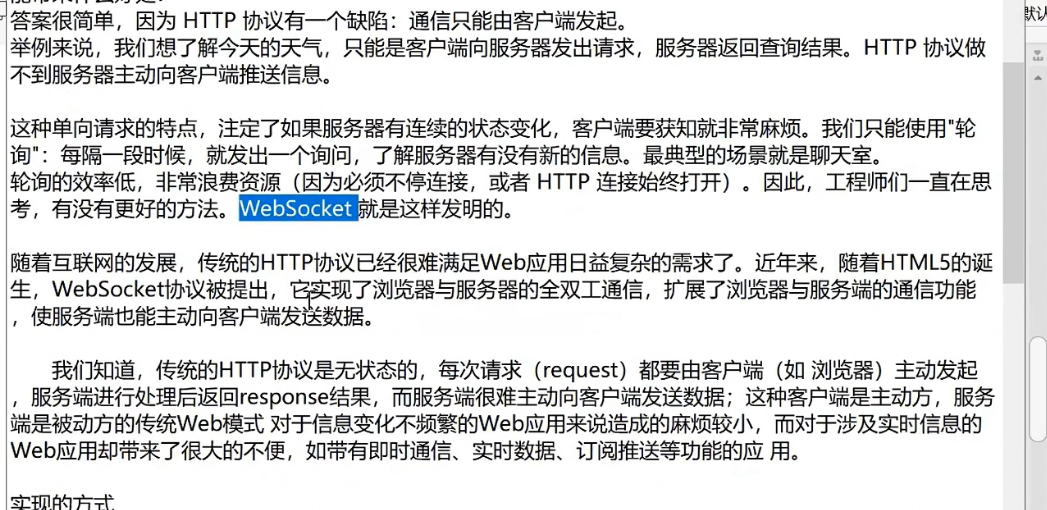 答案很简单，因为 HTTP 协议有一个缺陷：通信只能由客户端发起。
举例来说，我们想了解今天的天气，只能是客户端向服务器发出请求，服务器返回查询结果。HTTP 协议做
不到服务器主动向客户端推送信息。
这种单向请求的特点，注定了如果服务器有连续的状态变化，客户端要获知就非常麻烦。我们只能使用"轮
询"：每隔一段时候，就发出一个询问，了解服务器有没有新的信息。最典型的场景就是聊天室。
轮询的效率低，非常浪费资源（因为必须不停连接，或者 HTTP 连接始终打开）。因此，工程师们一直在思
考，有没有更好的方法。WebSocket 就是这样发明的。
随着互联网的发展，传统的HTTP协议已经很难满足Web应用日益复杂的需求了。近年来，随着HTML5的诞
生，WebSocket协议被提出，它实现了浏览器与服务器的全双工通信，扩展了浏览器与服务端的通信功能
，使服务端也能主动向客户端发送数据。
我们知道，传统的HTTP协议是无状态的，每次请求（request）都要由客户端（如 浏览器）主动发起
，服务端进行处理后返回response结果，而服务端很难主动向客户端发送数据；这种客户端是主动方，服务
端是被动方的传统Web模式 对于信息变化不频繁的Web应用来说造成的麻烦较小，而对于涉及实时信息的
Web应用却带来了很大的不便，如带有即时通信、实时数据、订阅推送等功能的应 用。
实现的方式
默认